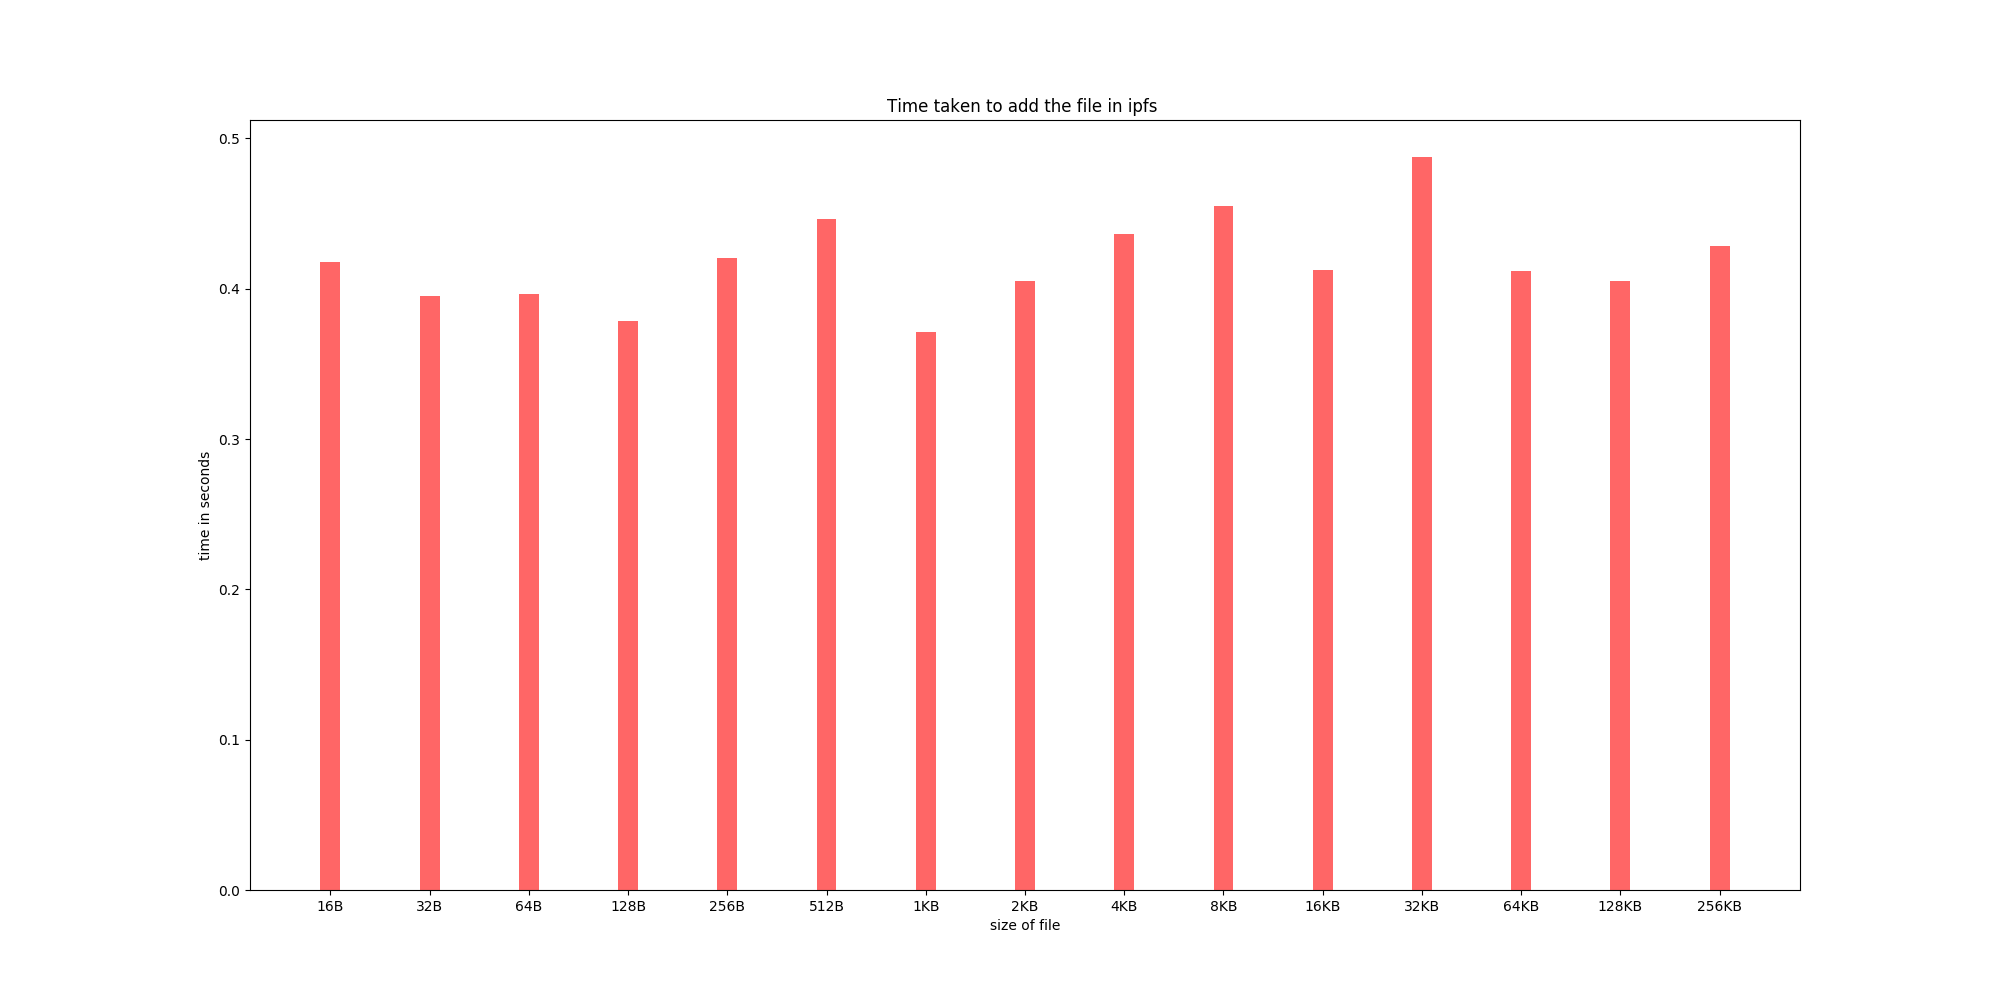 Time taken to add the file in ipfs
0.5
0.4
0.3
0.2
0.1
0.0
time in seconds
16B 32B 64B 128B 256B 512B 1KB 2KB 4KB 8KB 16KB 32KB 64KB 128KB 256KB
size of file